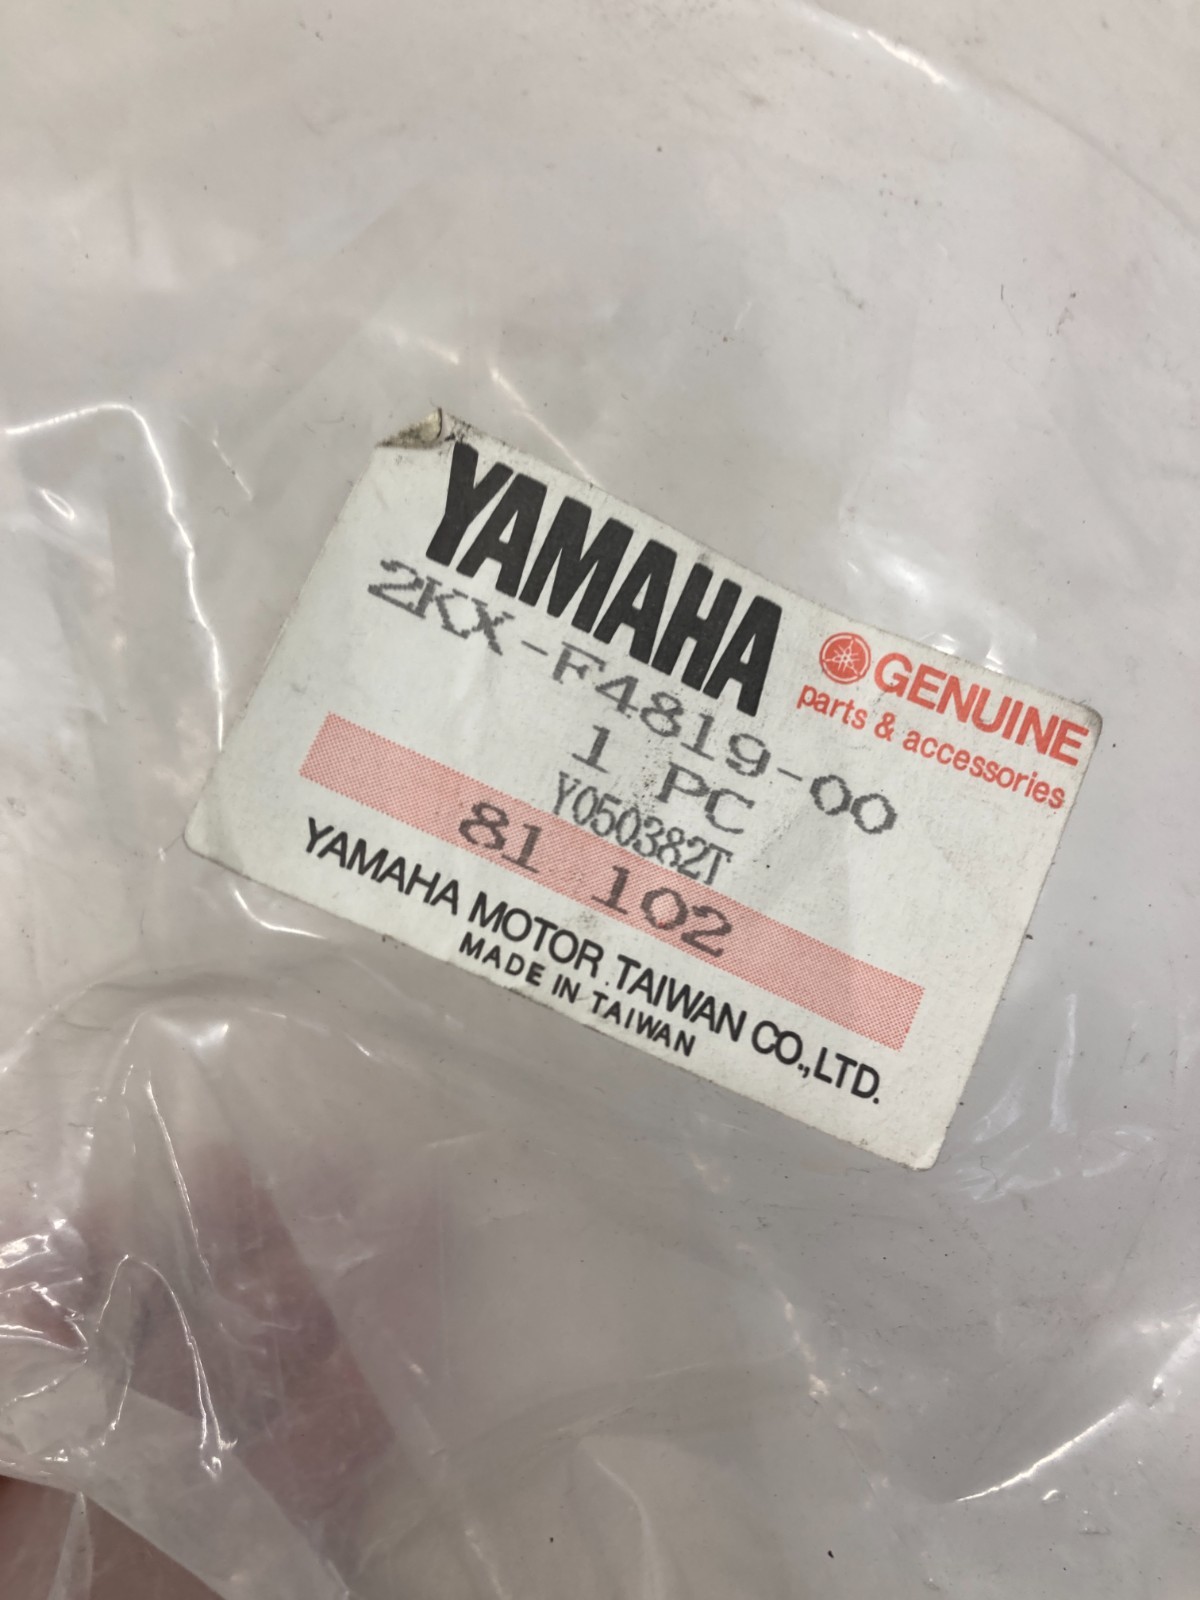 YAMAHA
GENUINE
parts & accessories
2KX-F4819-00
1 PC
Y050382T
81 102
YAMAHA MOTOR TAIWAN CO.,LTD.
MADE IN TAIWAN